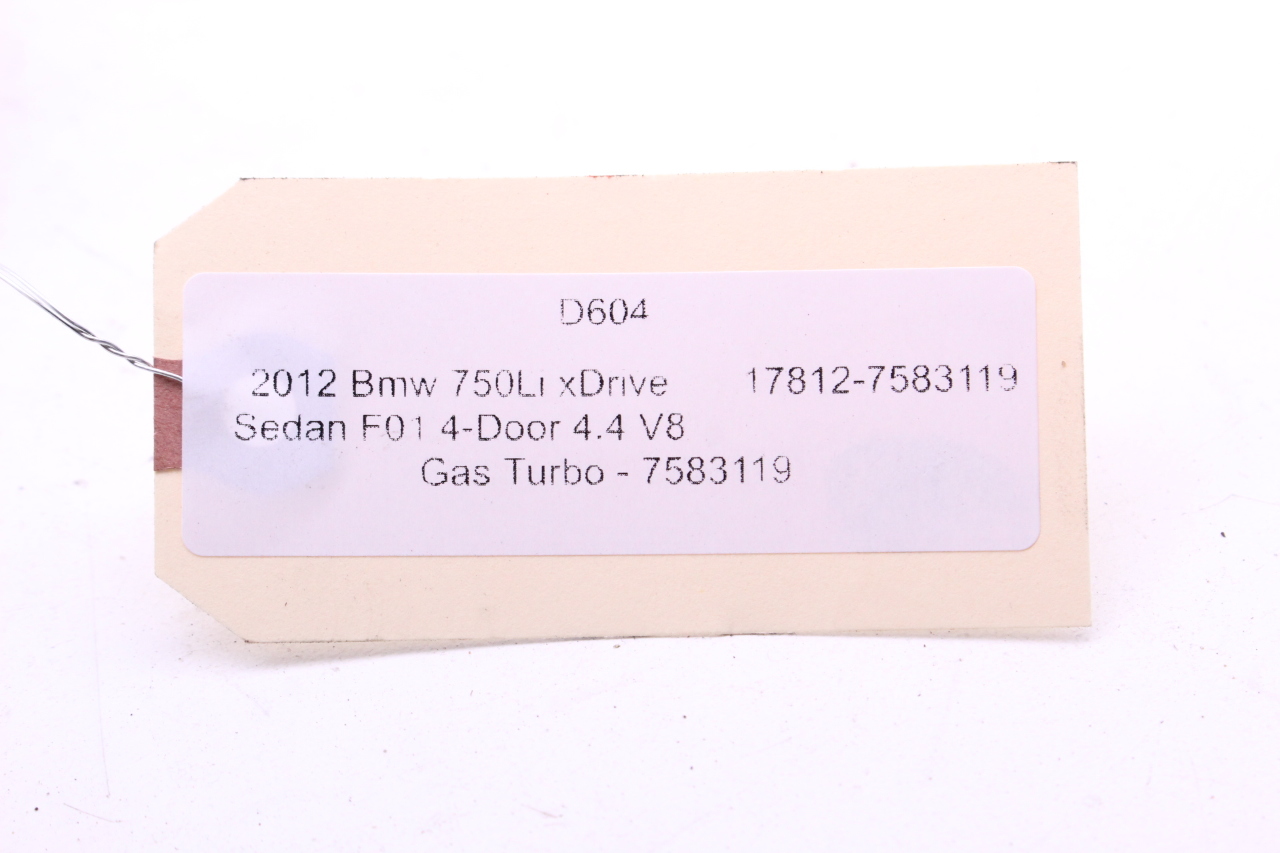 D604
2012 Bmw 750Li xDrive 17812-7583119
Sedan F01 4-Door 4.4 V8
Gas Turbo - 7583119